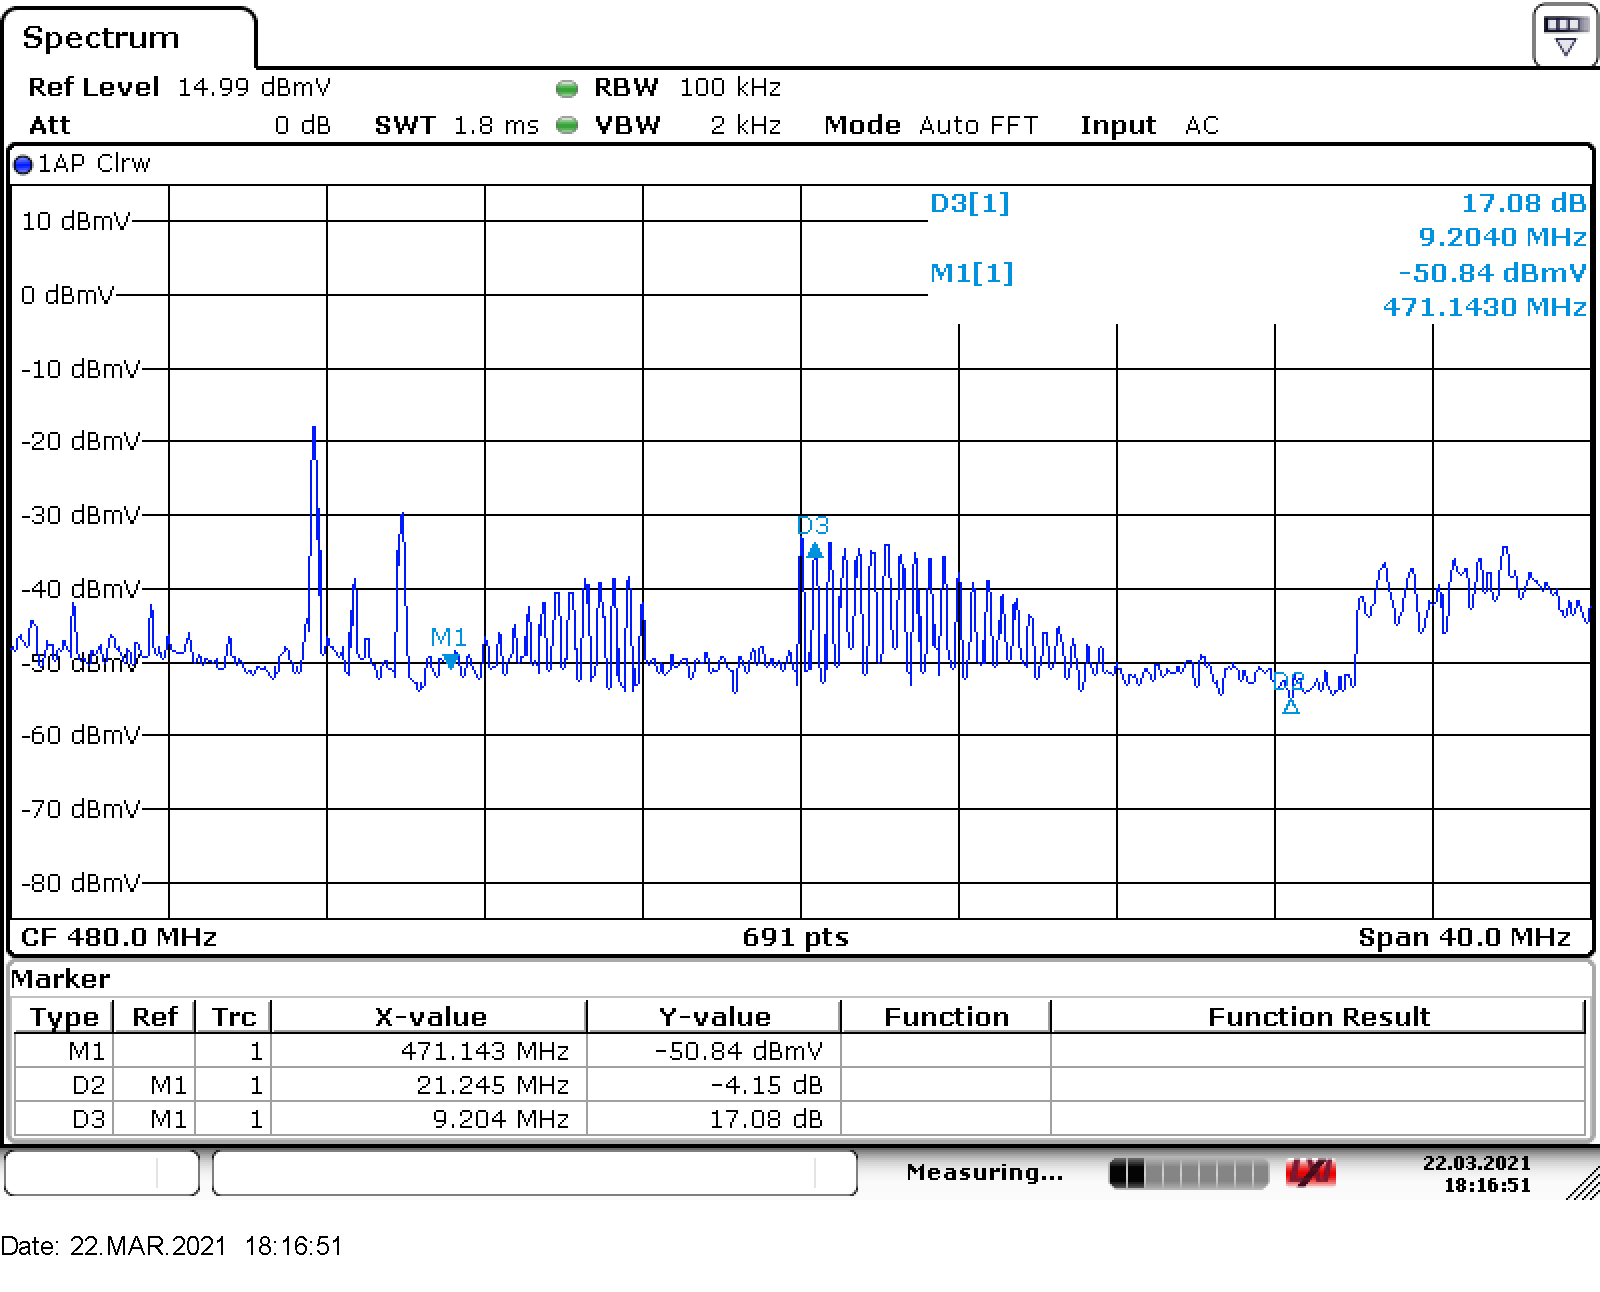 Spectrum
Ref Level 14.99 dBmV RBW 100 kHz
Att 0 dB SWT 1.8 ms VBW 2 kHz Mode Auto FFT Input AC
1AP Clrw
D3[1] 17.08 dB
10 dBmV
9.2040 MHz
M1[1] -50.84 dBmV
0 dBmV
471.1430 MHz
-10 dBmV
-20 dBmV
-30 dBmV
D3
-40 dBmV
M1
-50 dBmV
D2
-60 dBmV
-70 dBmV
-80 dBmV
CF 480.0 MHz 691 pts Span 40.0 MHz
Marker
Type Ref Trc X-value Y-value Function Function Result
M1 1 471.143 MHz -50.84 dBmV
D2 M1 1 21.245 MHz -4.15 dB
D3 M1 1 9.204 MHz 17.08 dB
Measuring... LXI 22.03.2021
18:16:51
Date: 22.MAR.2021 18:16:51